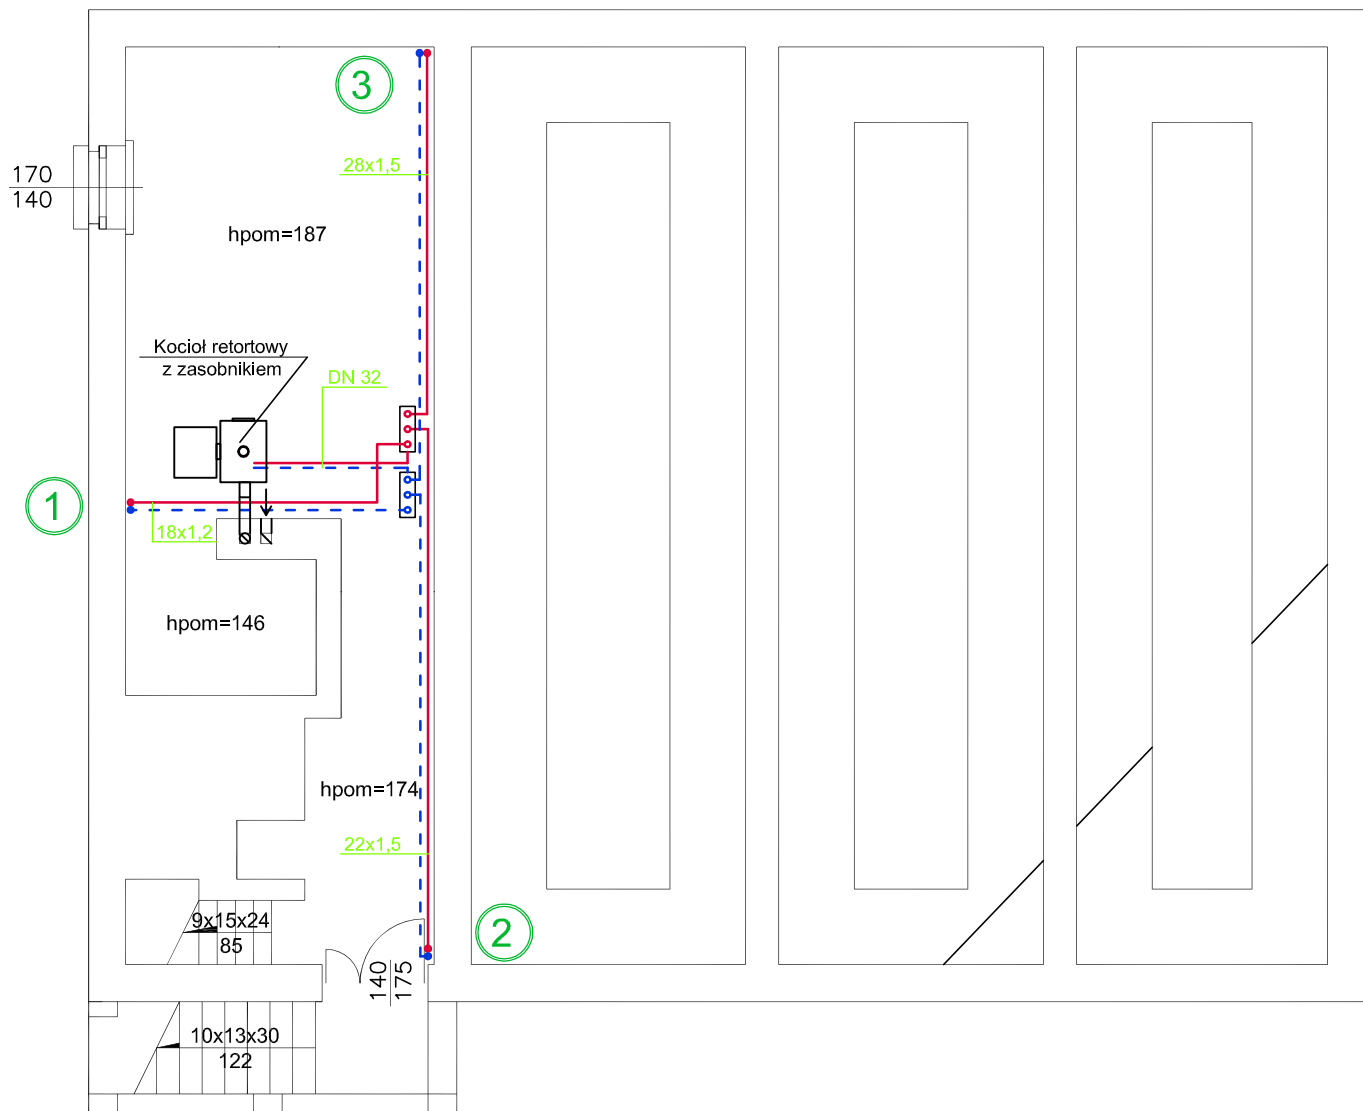 3
28x1,5
170
140
hpom=187
Kocioł retortowy
z zasobnikiem
DN 32
1
18x1,2
hpom=146
hpom=174
22x1,5
9x15x24
85
2
140
175
10x13x30
122